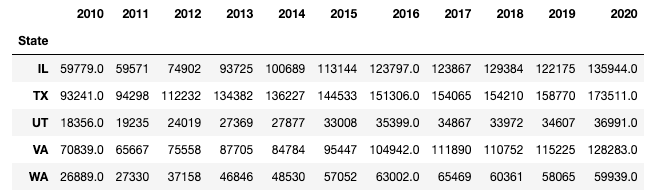 2010 2011 2012 2013 2014 2015 2016 2017 2018 2019 2020
State
IL 59779.0 59571 74902 93725 100689 113144 123797.0 123867 129384 122175 135944.0
TX 93241.0 94298 112232 134382 136227 144533 151306.0 154065 154210 158770 173511.0
UT 18356.0 19235 24019 27369 27877 33008 35399.0 34867 33972 34607 36991.0
VA 70839.0 65667 75558 87705 84784 95447 104942.0 111890 110752 115225 128283.0
WA 26889.0 27330 37158 46846 48530 57052 63002.0 65469 60361 58065 59939.0